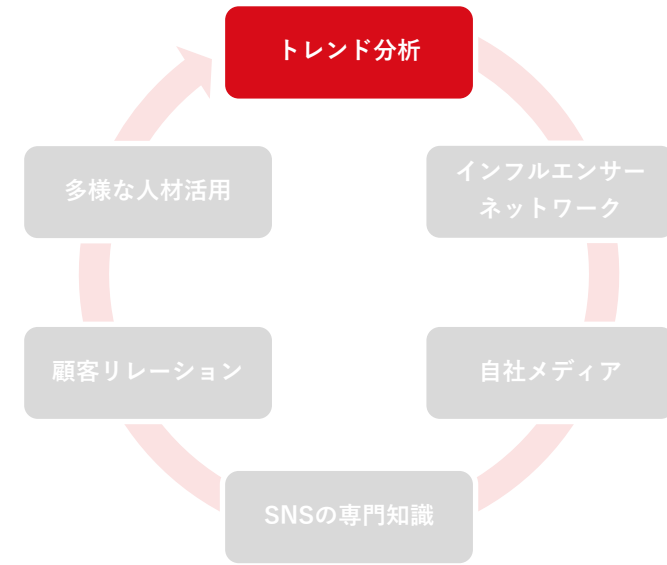 トレンド分析
多様な人材活用
インフルエンサー
ネットワーク
顧客リレーション
自社メディア
SNSの専門知識